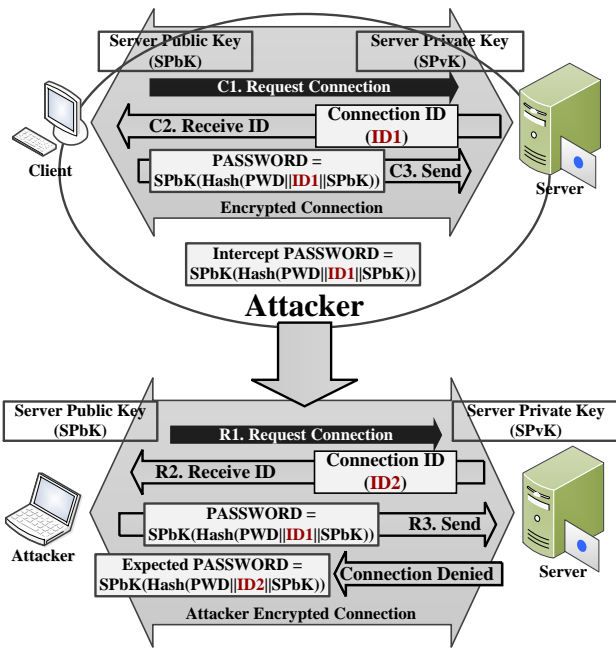 Server Public Key
(SPbK)
Server Private Key
(SPvK)
C1. Request Connection
C2. Receive ID
Connection ID
(ID1)
PASSWORD =
SPbK(Hash(PWD||ID1||SPbK))
C3. Send
Client
Server
Encrypted Connection
Intercept PASSWORD =
SPbK(Hash(PWD||ID1||SPbK))
Attacker
Server Public Key
(SPbK)
Server Private Key
(SPvK)
R1. Request Connection
R2. Receive ID
Connection ID
(ID2)
PASSWORD =
SPbK(Hash(PWD||ID1||SPbK))
R3. Send
Attacker
Server
Expected PASSWORD =
SPbK(Hash(PWD||ID2||SPbK))
Connection Denied
Attacker Encrypted Connection